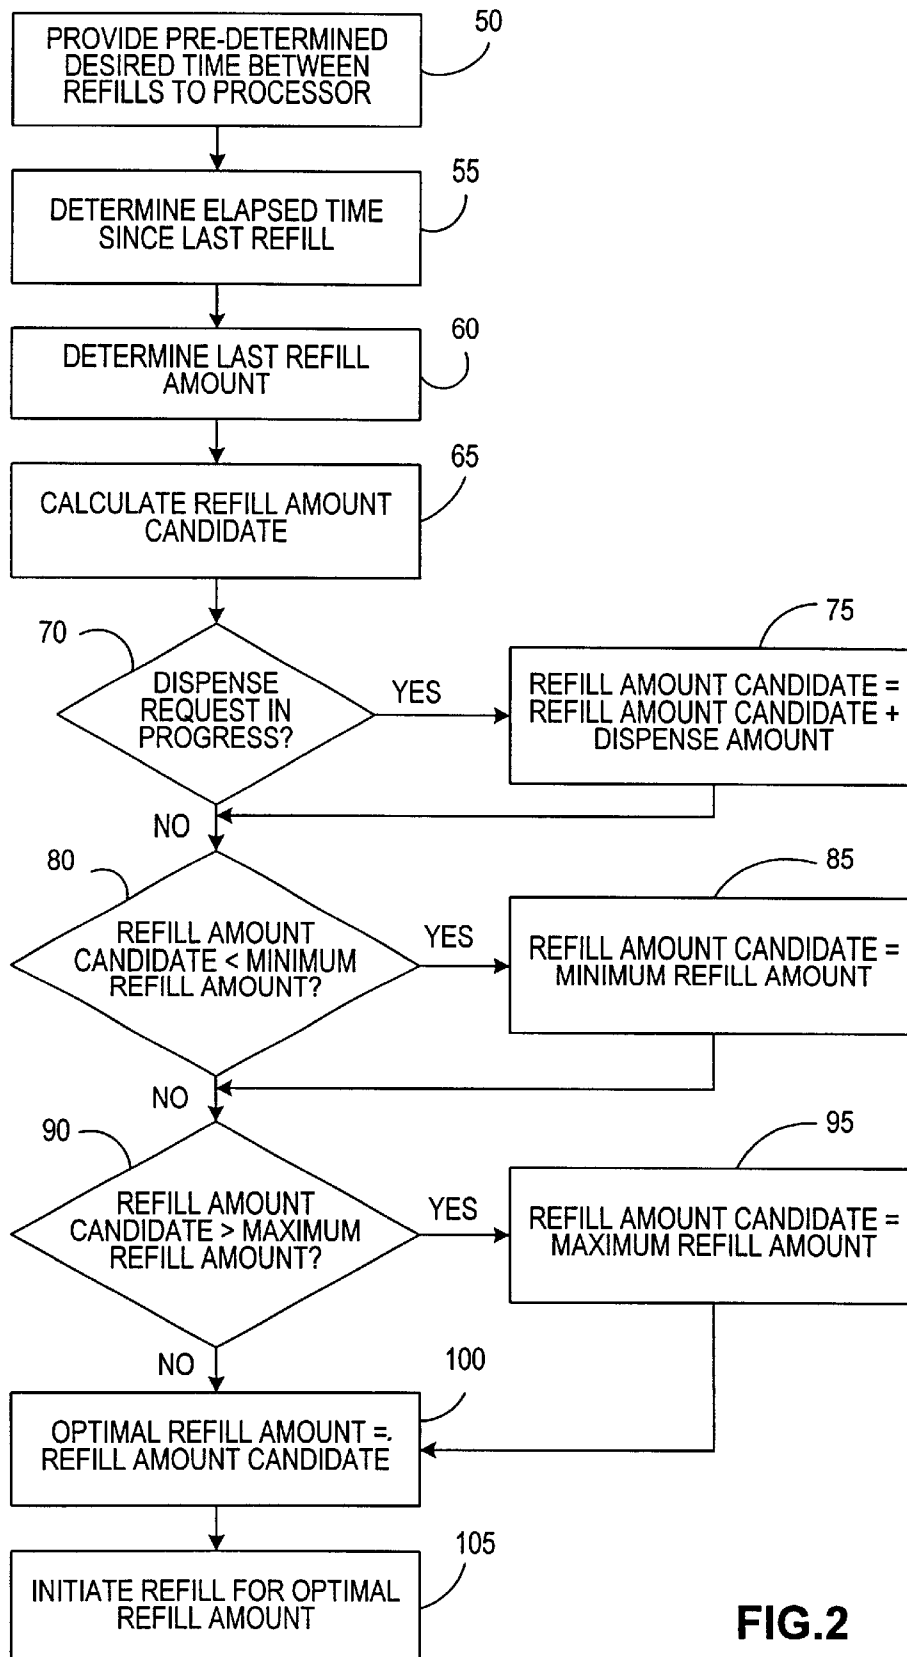 PROVIDE PRE-DETERMINED
DESIRED TIME BETWEEN
REFILLS TO PROCESSOR
50
DETERMINE ELAPSED TIME
SINCE LAST REFILL
55
DETERMINE LAST REFILL
AMOUNT
60
CALCULATE REFILL AMOUNT
CANDIDATE
65
70
DISPENSE
REQUEST IN
PROGRESS?
YES
75
REFILL AMOUNT CANDIDATE =
REFILL AMOUNT CANDIDATE +
DISPENSE AMOUNT
NO
80
REFILL AMOUNT
CANDIDATE < MINIMUM
REFILL AMOUNT?
YES
85
REFILL AMOUNT CANDIDATE =
MINIMUM REFILL AMOUNT
NO
90
REFILL AMOUNT
CANDIDATE > MAXIMUM
REFILL AMOUNT?
YES
95
REFILL AMOUNT CANDIDATE =
MAXIMUM REFILL AMOUNT
NO
100
OPTIMAL REFILL AMOUNT =.
REFILL AMOUNT CANDIDATE
105
INITIATE REFILL FOR OPTIMAL
REFILL AMOUNT
FIG.2